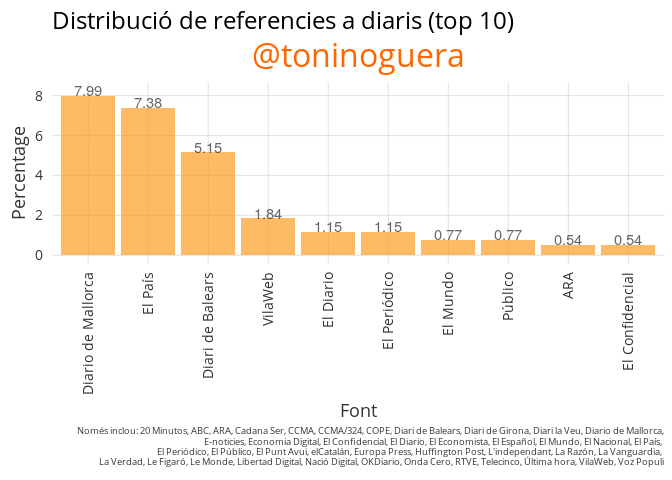 Distribució de referencies a diaris (top 10)
@toninoguera
Percentage
8
6
4
2
0
7.99
7.38
5.15
1.84
1.15
1.15
0.77
0.77
0.54
0.54
Diario de Mallorca
El País
Diari de Balears
VilaWeb
El Diario
El Periódico
El Mundo
Público
ARA
El Confidencial
Font
Només inclou: 20 Minutos, ABC, ARA, Cadana Ser, CCMA, CCMA/324, COPE, Diari de Balears, Diari de Girona, Diari la Veu, Diario de Mallorca,
E-noticies, Economia Digital, El Confidencial, El Diario, El Economista, El Español, El Mundo, El Nacional, El País,
El Periódico, El Público, El Punt Avui, elCatalán, Europa Press, Huffington Post, L'independant, La Razón, La Vanguardia,
La Verdad, Le Figaró, Le Monde, Libertad Digital, Nació Digital, OKDiario, Onda Cero, RTVE, Telecinco, Última hora, VilaWeb, Voz Populi